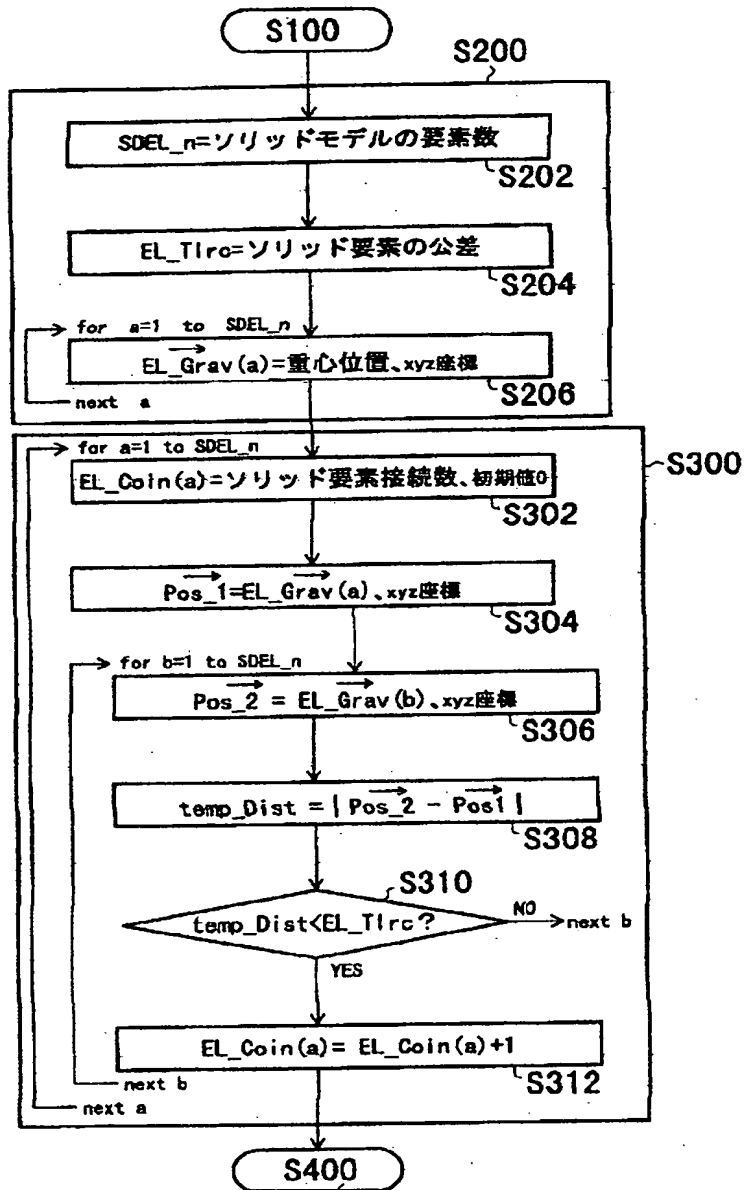 S100
S200
SDEL_n=ソリッドモデルの要素数
S202
EL_Tlrc=ソリッド要素の公差
S204
for a=1 to SDEL_n
EL_Grav(a)=重心位置、xyz座標
S206
next a
S300
for a=1 to SDEL_n
EL_Coin(a)=ソリッド要素接続数、初期値0
S302
Pos_1=EL_Grav(a)、xyz座標
S304
for b=1 to SDEL_n
Pos_2 = EL_Grav(b)、xyz座標
S306
temp_Dist = | Pos_2 - Pos1 |
S308
S310
temp_Dist<EL_Tlrc?
NO
next b
YES
EL_Coin(a)= EL_Coin(a)+1
S312
next b
next a
S400